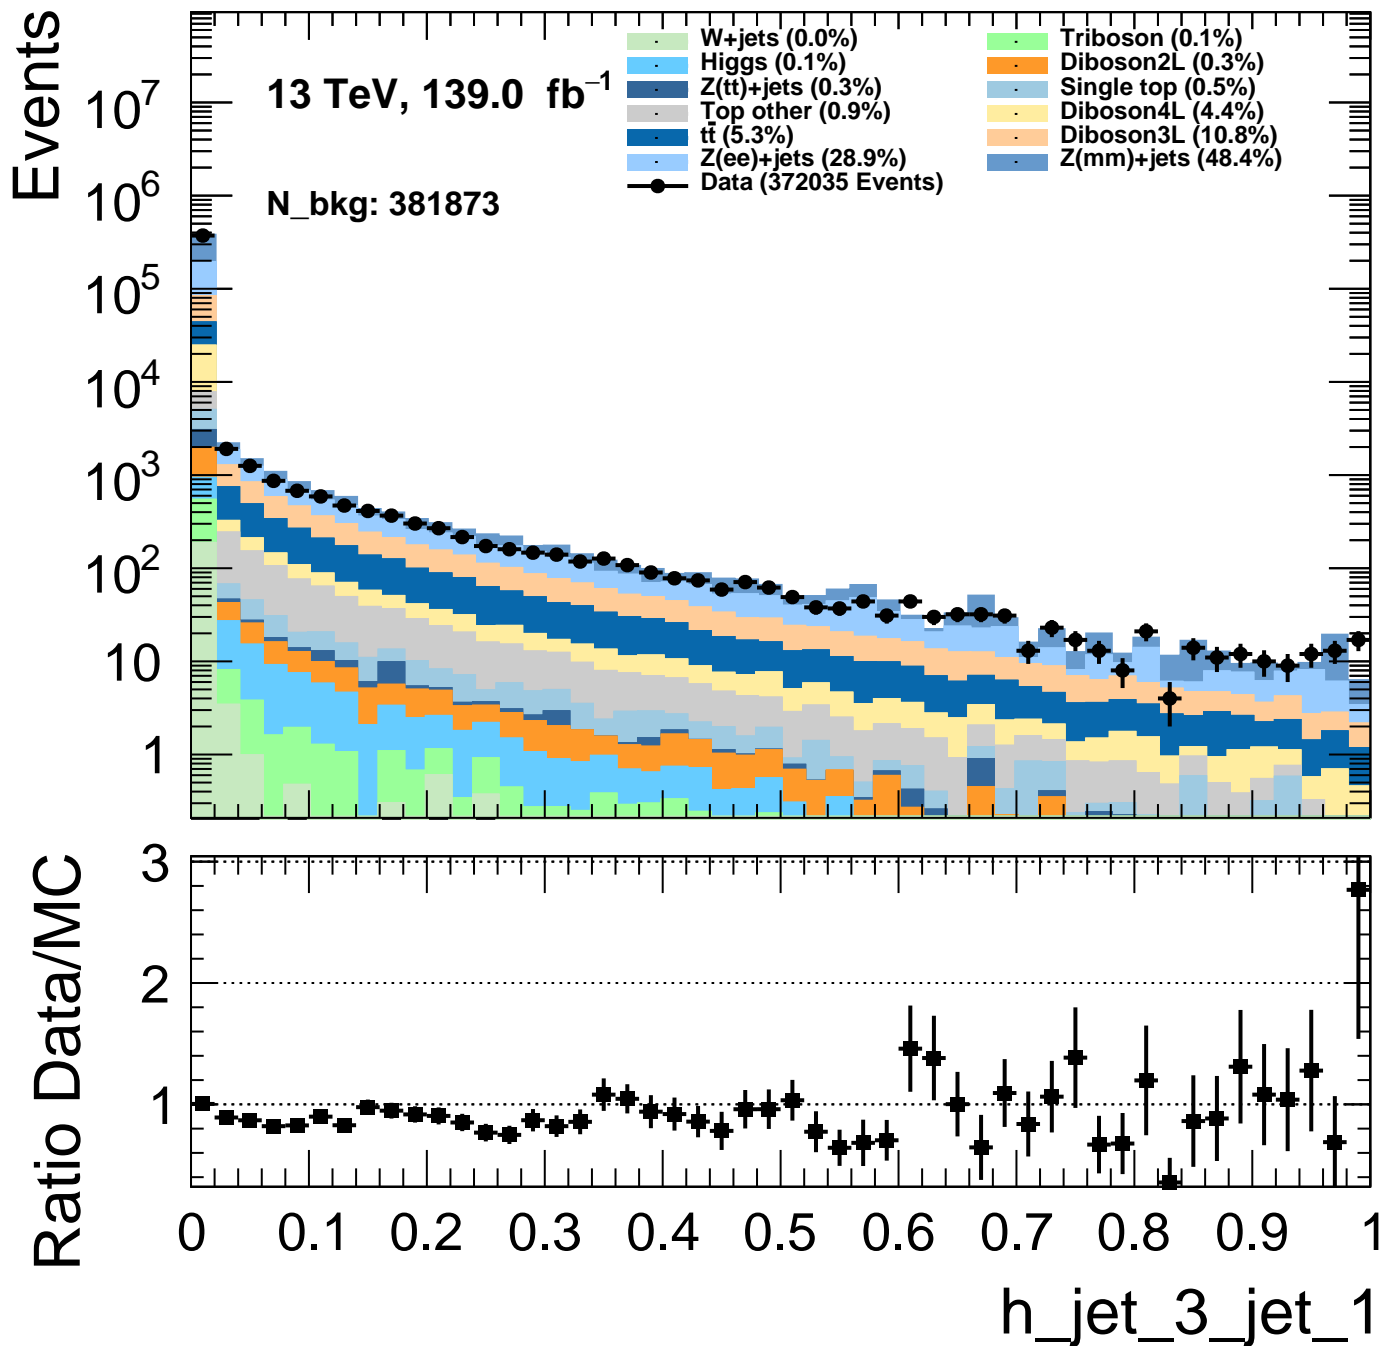 Events
10⁷
10⁶
10⁵
10⁴
10³
10²
10
1
13 TeV, 139.0 fb⁻¹
N_bkg: 381873
W+jets (0.0%)
Higgs (0.1%)
Z(tt)+jets (0.3%)
Top other (0.9%)
tt̄ (5.3%)
Z(ee)+jets (28.9%)
Data (372035 Events)
Triboson (0.1%)
Diboson2L (0.3%)
Single top (0.5%)
Diboson4L (4.4%)
Diboson3L (10.8%)
Z(mm)+jets (48.4%)
Ratio Data/MC
3
2
1
0 0.1 0.2 0.3 0.4 0.5 0.6 0.7 0.8 0.9 1
h_jet_3_jet_1